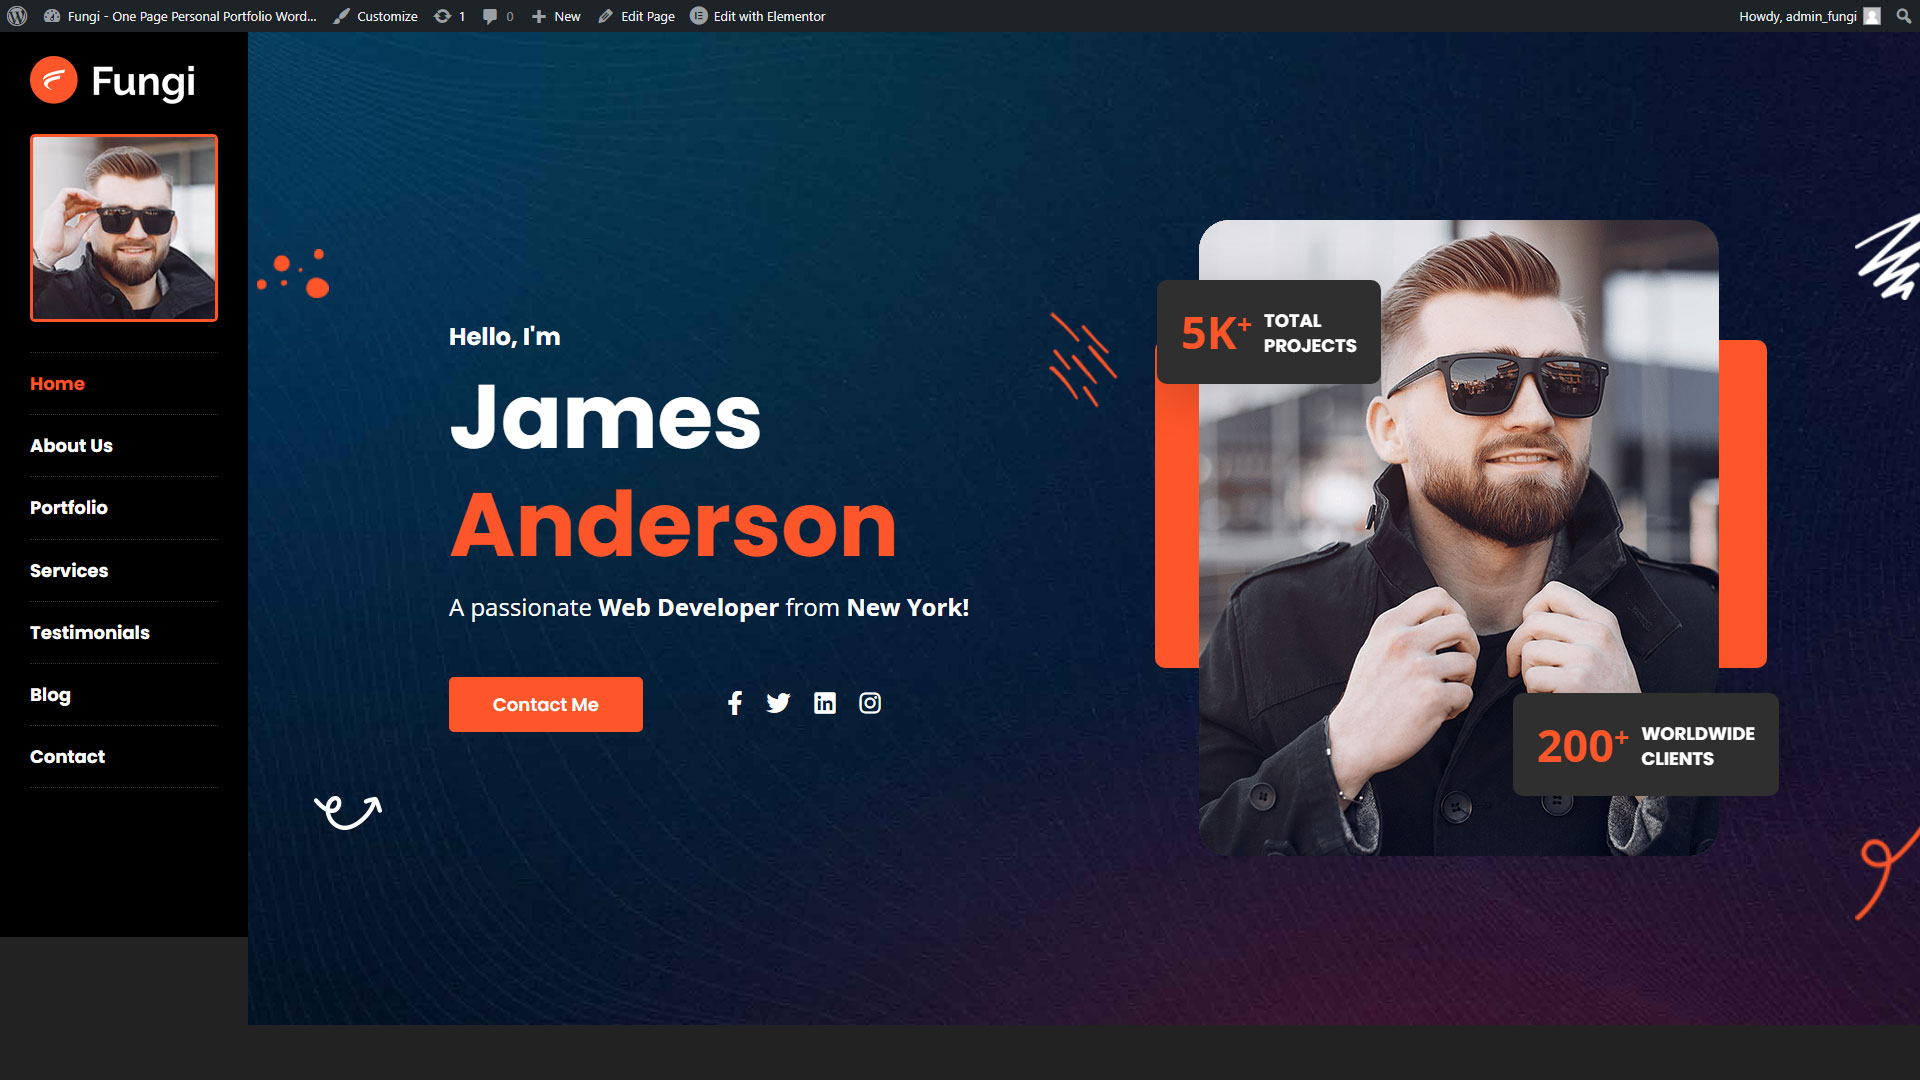 Fungi - One Page Personal Portfolio Word...
Customize
1
0
New
Edit Page
Edit with Elementor
Howdy, admin_fungi
Fungi
Home
About Us
Portfolio
Services
Testimonials
Blog
Contact
Hello, I'm
James
Anderson
A passionate Web Developer from New York!
Contact Me
5K+
TOTAL
PROJECTS
200+
WORLDWIDE
CLIENTS